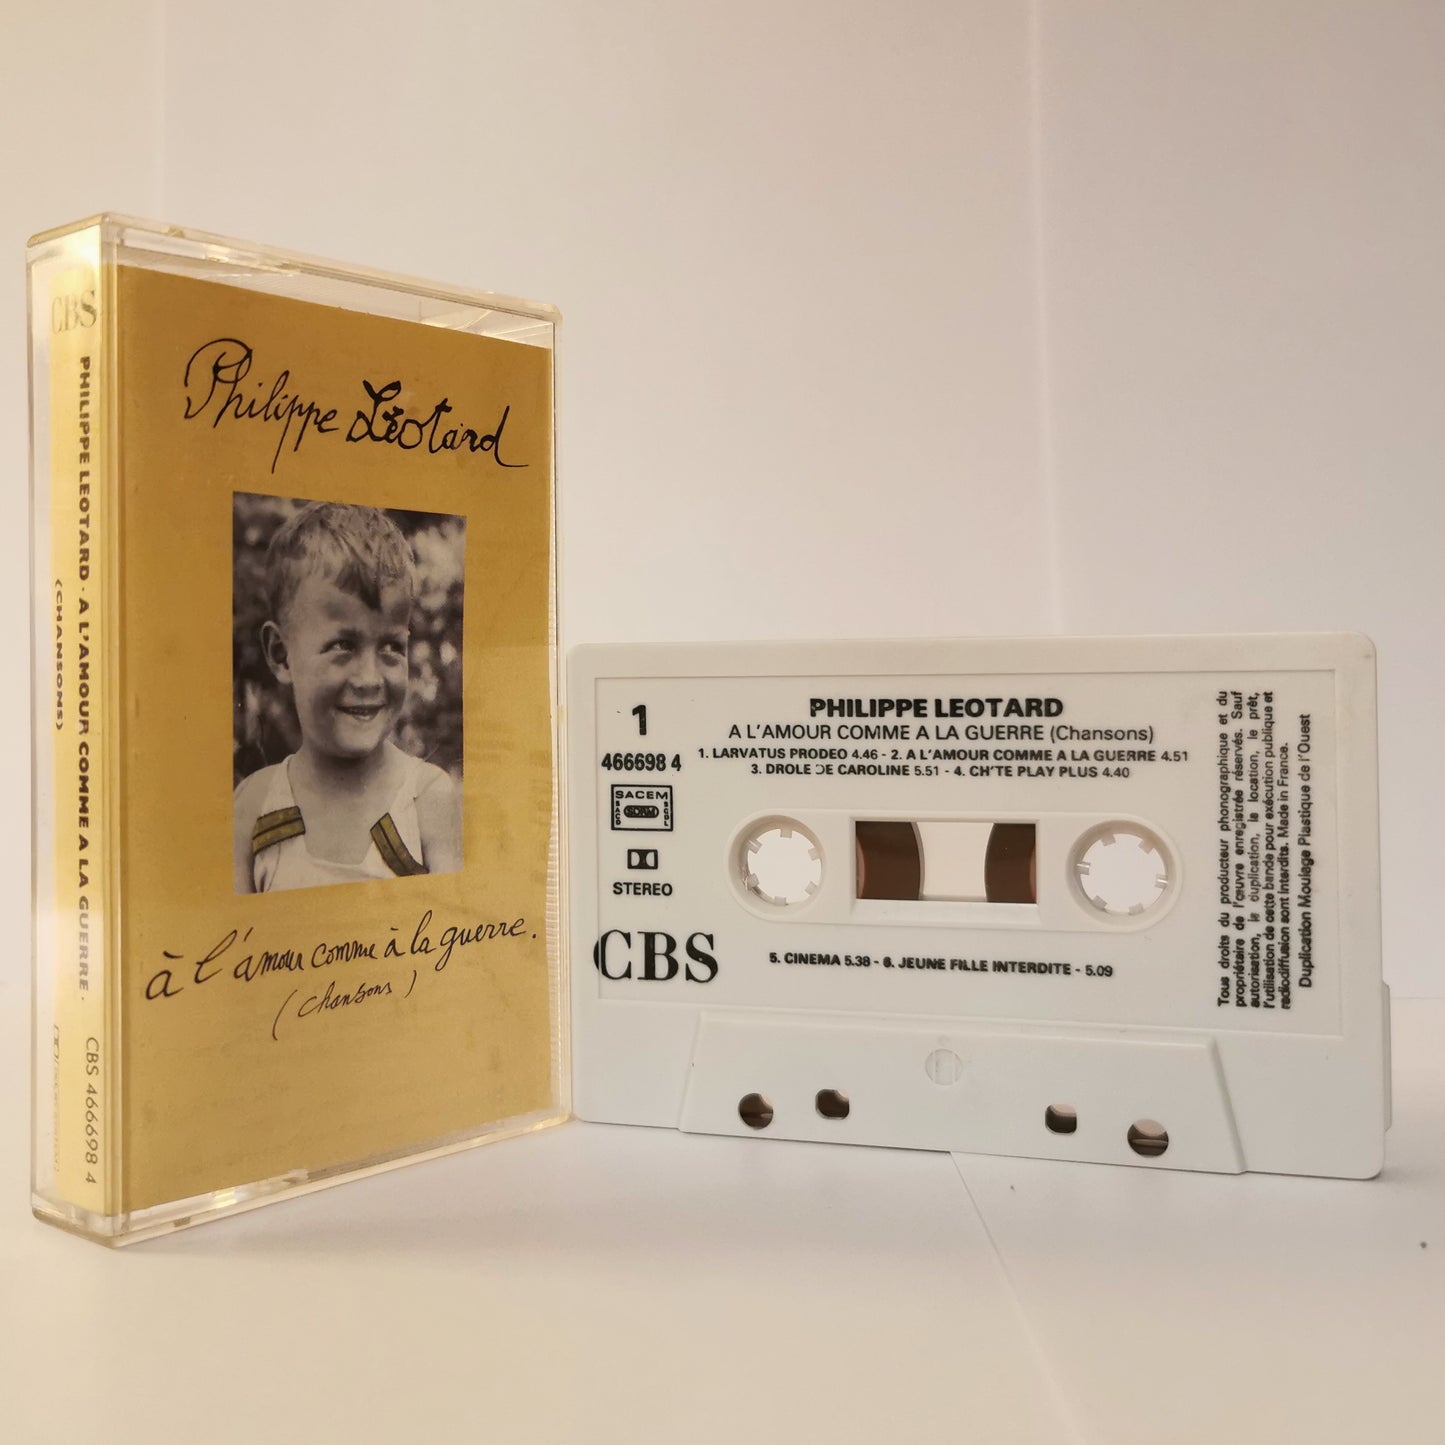 CBS
PHILIPPE LEOTARD · A L'AMOUR COMME A LA GUERRE ·
(CHANSONS)
CBS 466698 4
Philippe Léotard
à l'amour comme à la guerre.
(chansons)
1
466698 4
SACEM
SACD
SDRM
SGDL
STEREO
CBS
PHILIPPE LEOTARD
A L'AMOUR COMME A LA GUERRE (Chansons)
1. LARVATUS PRODEO 4.46 - 2. A L'AMOUR COMME A LA GUERRE 4.51
3. DROLE DE CAROLINE 5.51 - 4. CH'TE PLAY PLUS 4.40
5. CINEMA 5.38 - 6. JEUNE FILLE INTERDITE - 5.09
Tous droits du producteur phonographique et du
propriétaire de l'œuvre enregistrée réservés. Sauf
autorisation, le duplication, le location, le prêt,
l'utilisation de cette bande pour exécution publique et
radiodiffusion sont interdits. Made in France.
Duplication Moulage Plastique de l'Ouest